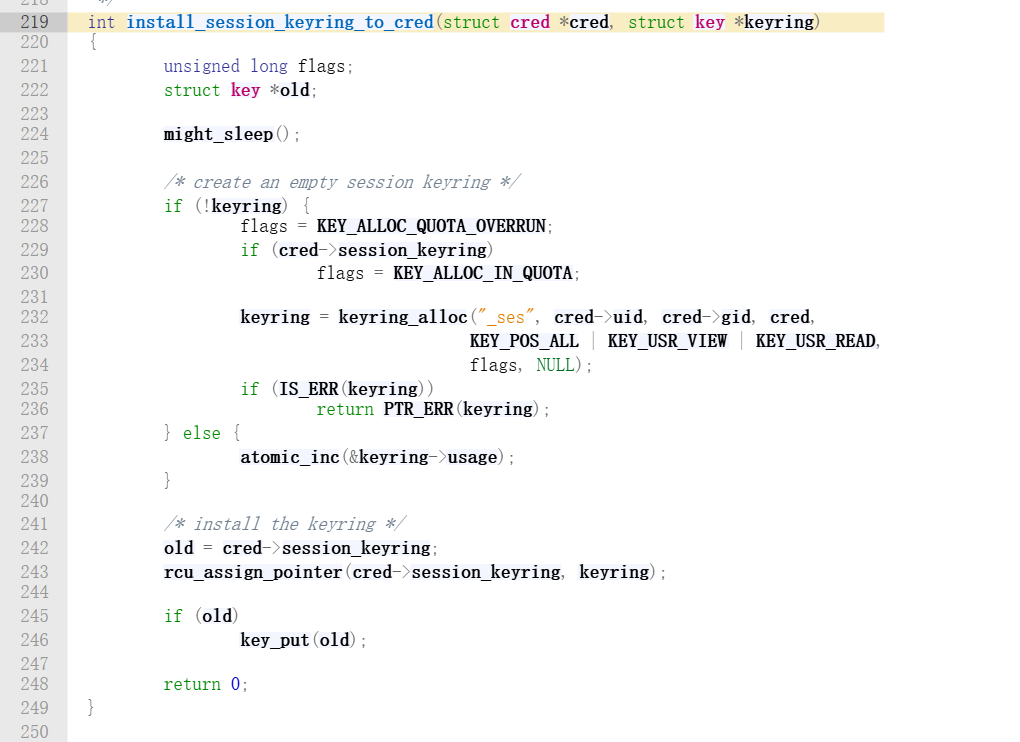 218  */
219 int install_session_keyring_to_cred(struct cred *cred, struct key *keyring)
220 {
221         unsigned long flags;
222         struct key *old;
223
224         might_sleep();
225
226         /* create an empty session keyring */
227         if (!keyring) {
228                 flags = KEY_ALLOC_QUOTA_OVERRUN;
229                 if (cred->session_keyring)
230                         flags = KEY_ALLOC_IN_QUOTA;
231
232                 keyring = keyring_alloc("_ses", cred->uid, cred->gid, cred,
233                                         KEY_POS_ALL | KEY_USR_VIEW | KEY_USR_READ,
234                                         flags, NULL);
235                 if (IS_ERR(keyring))
236                         return PTR_ERR(keyring);
237         } else {
238                 atomic_inc(&keyring->usage);
239         }
240
241         /* install the keyring */
242         old = cred->session_keyring;
243         rcu_assign_pointer(cred->session_keyring, keyring);
244
245         if (old)
246                 key_put(old);
247
248         return 0;
249 }
250